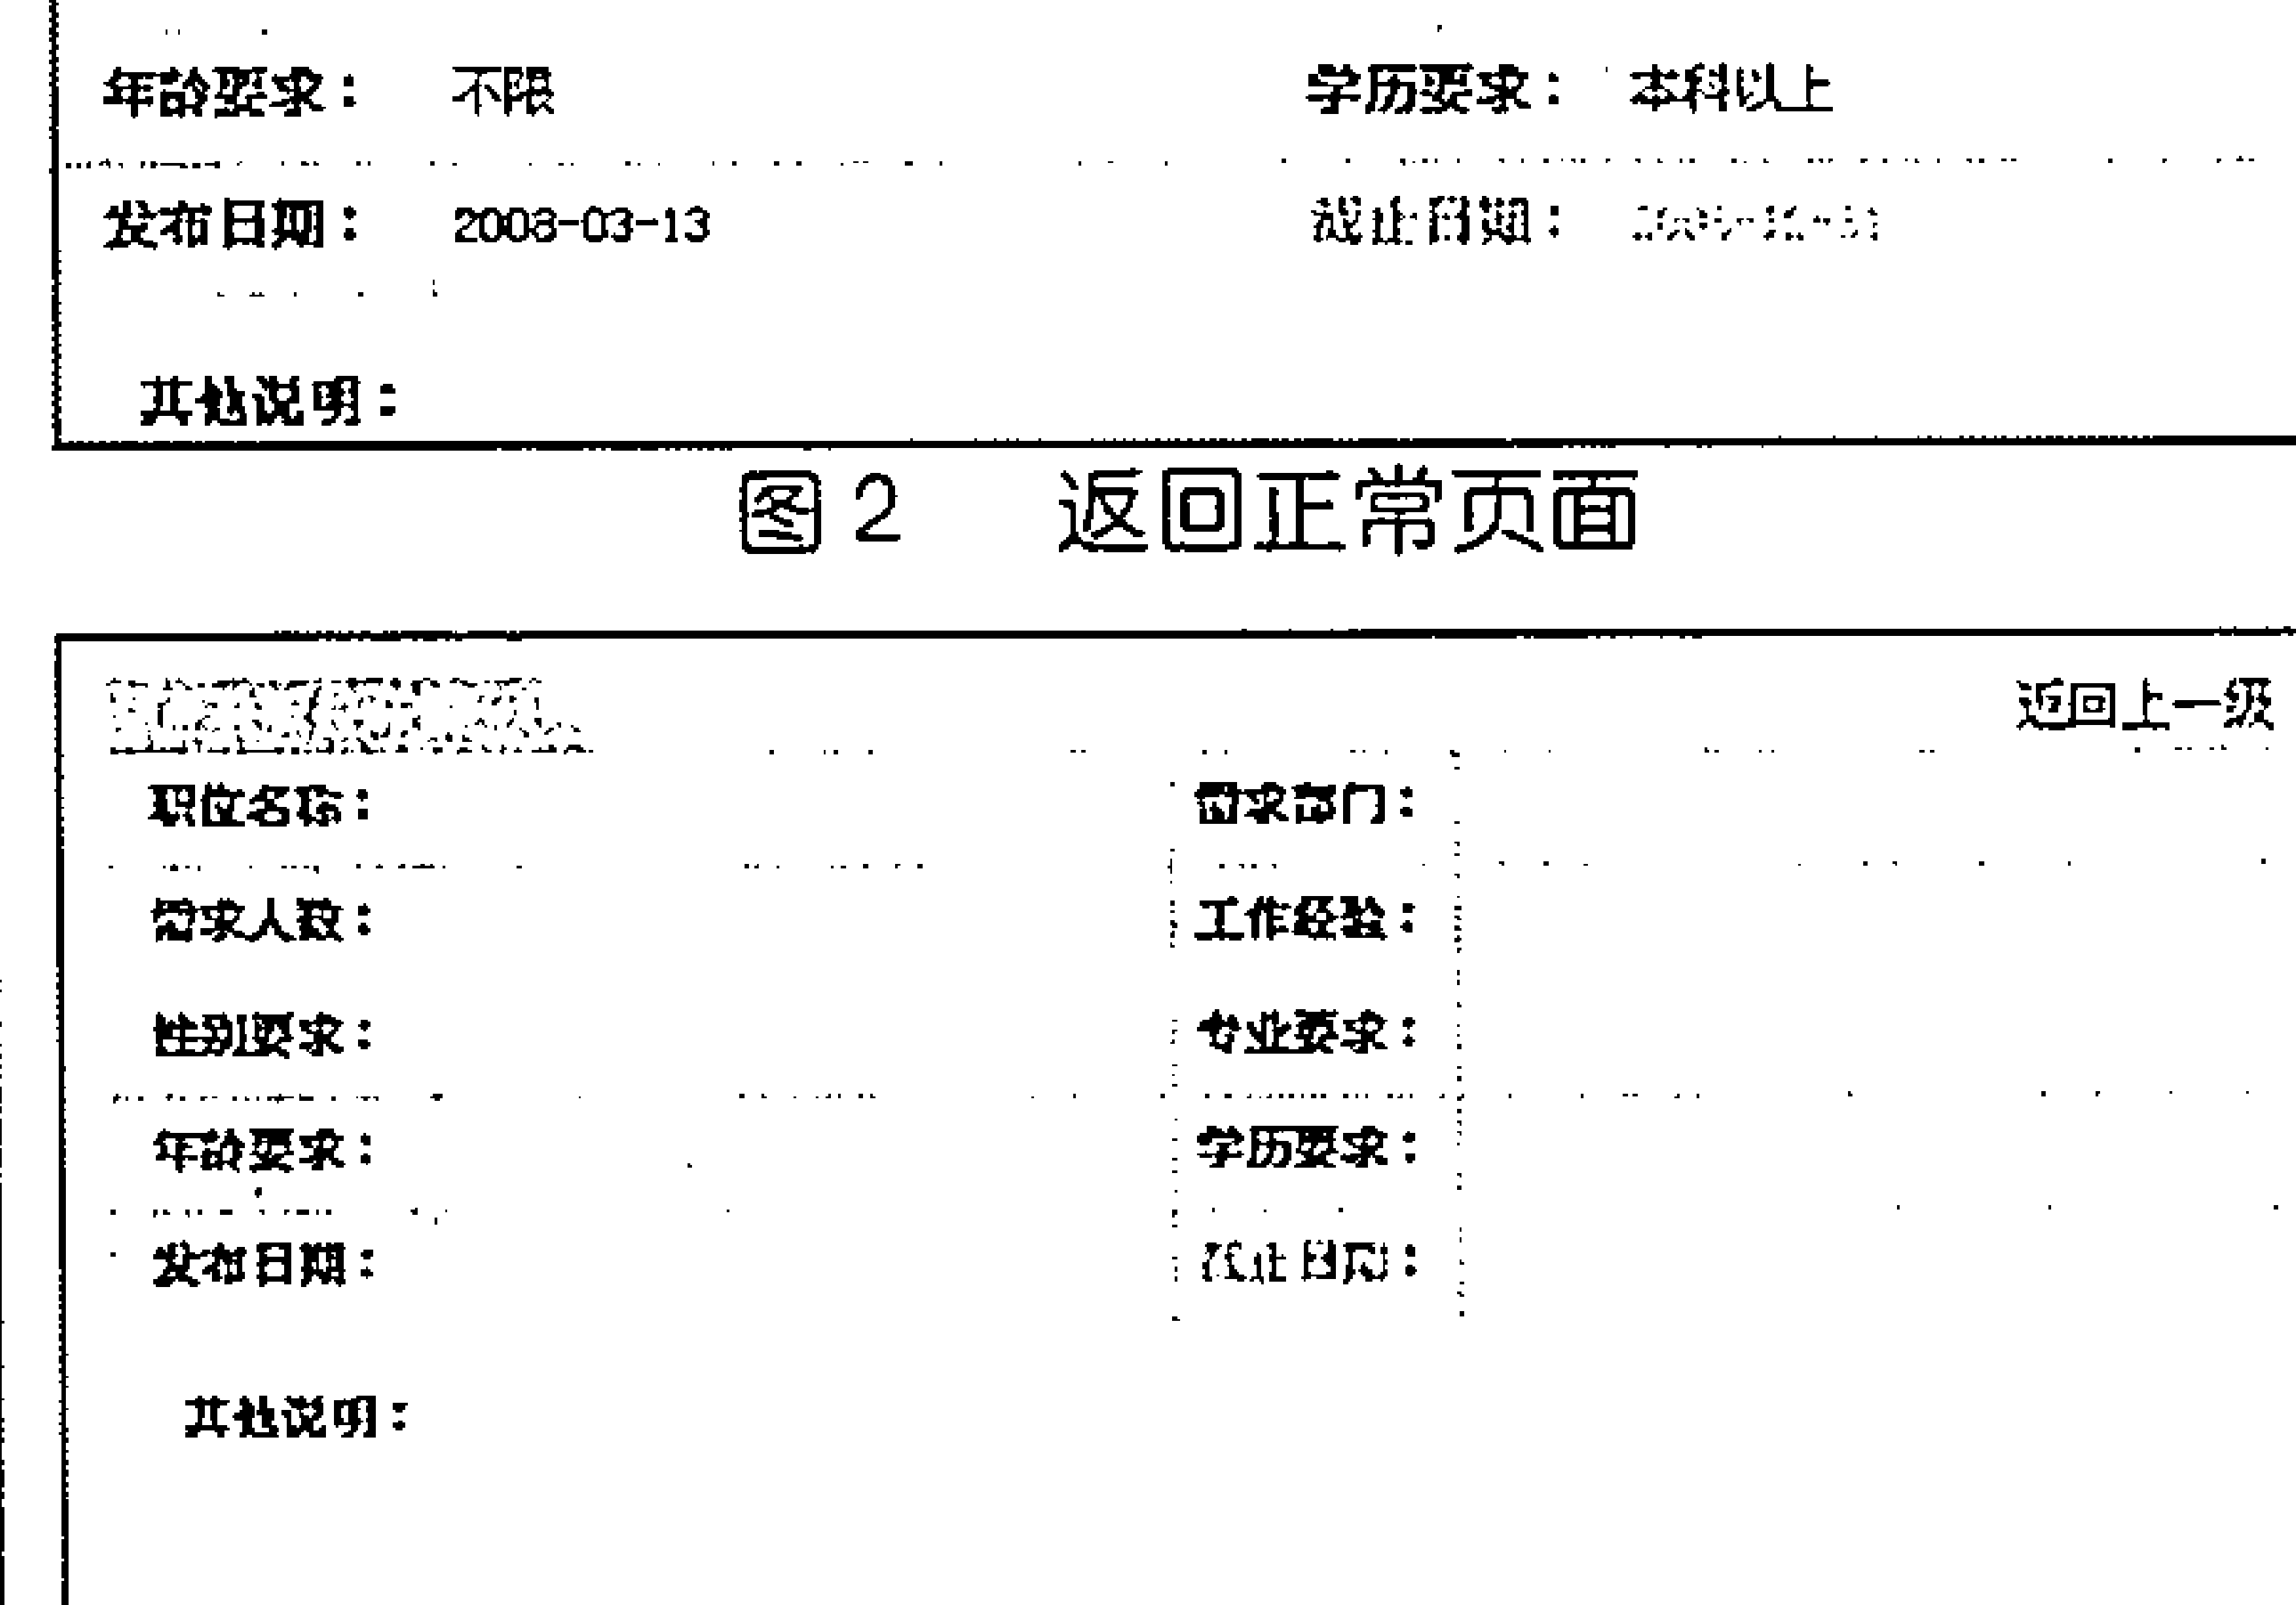 年龄要求： 不限 学历要求： 本科以上
发布日期： 2008-03-13 截止日期：
其他说明：
图2 返回正常页面
返回上一级
职位名称： 需求部门：
需求人数： 工作经验：
性别要求： 专业要求：
年龄要求： 学历要求：
发布日期： 截止日期：
其他说明：